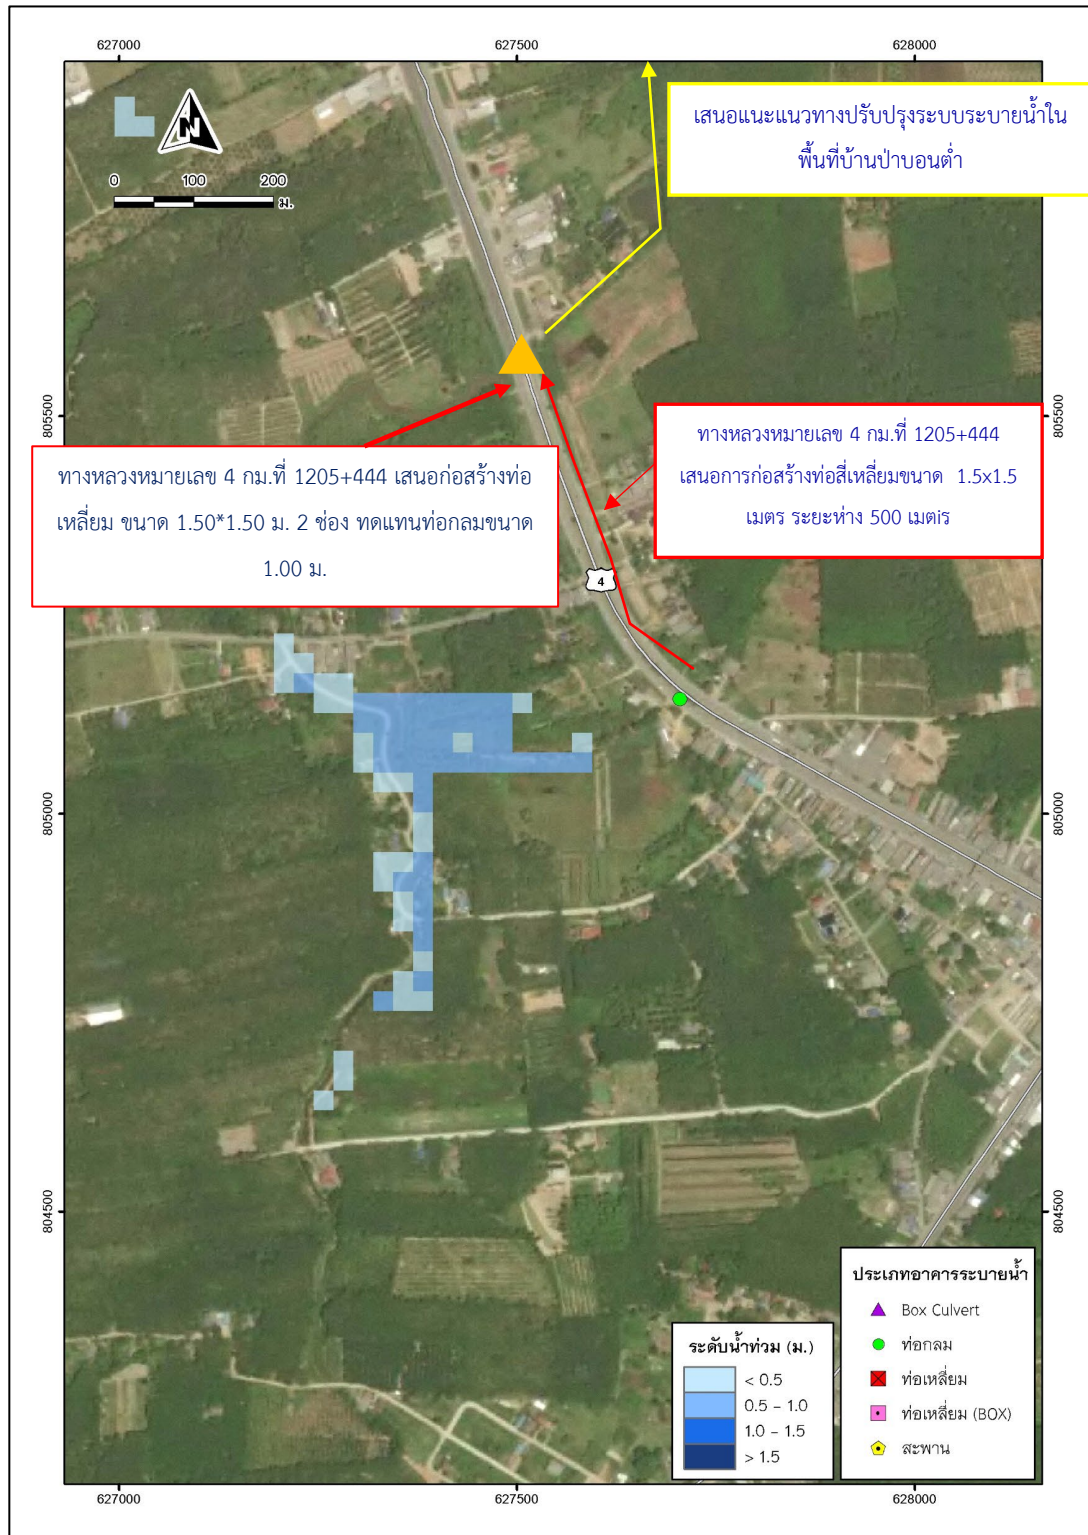 627000
627500
628000
เสนอแนะแนวทางปรับปรุงระบบระบายน้ำใน
พื้นที่บ้านป่าบอนต่ำ
N
0 100 200
ม.
805500
805500
ทางหลวงหมายเลข 4 กม.ที่ 1205+444 เสนอก่อสร้างท่อ
เหลี่ยม ขนาด 1.50*1.50 ม. 2 ช่อง ทดแทนท่อกลมขนาด
1.00 ม.
ทางหลวงหมายเลข 4 กม.ที่ 1205+444
เสนอการก่อสร้างท่อสี่เหลี่ยมขนาด 1.5x1.5
เมตร ระยะห่าง 500 เมตiร
4
805000
805000
804500
804500
ระดับน้ำท่วม (ม.)
< 0.5
0.5 - 1.0
1.0 - 1.5
> 1.5
ประเภทอาคารระบายน้ำ
Box Culvert
ท่อกลม
ท่อเหลี่ยม
ท่อเหลี่ยม (BOX)
สะพาน
627000
627500
628000